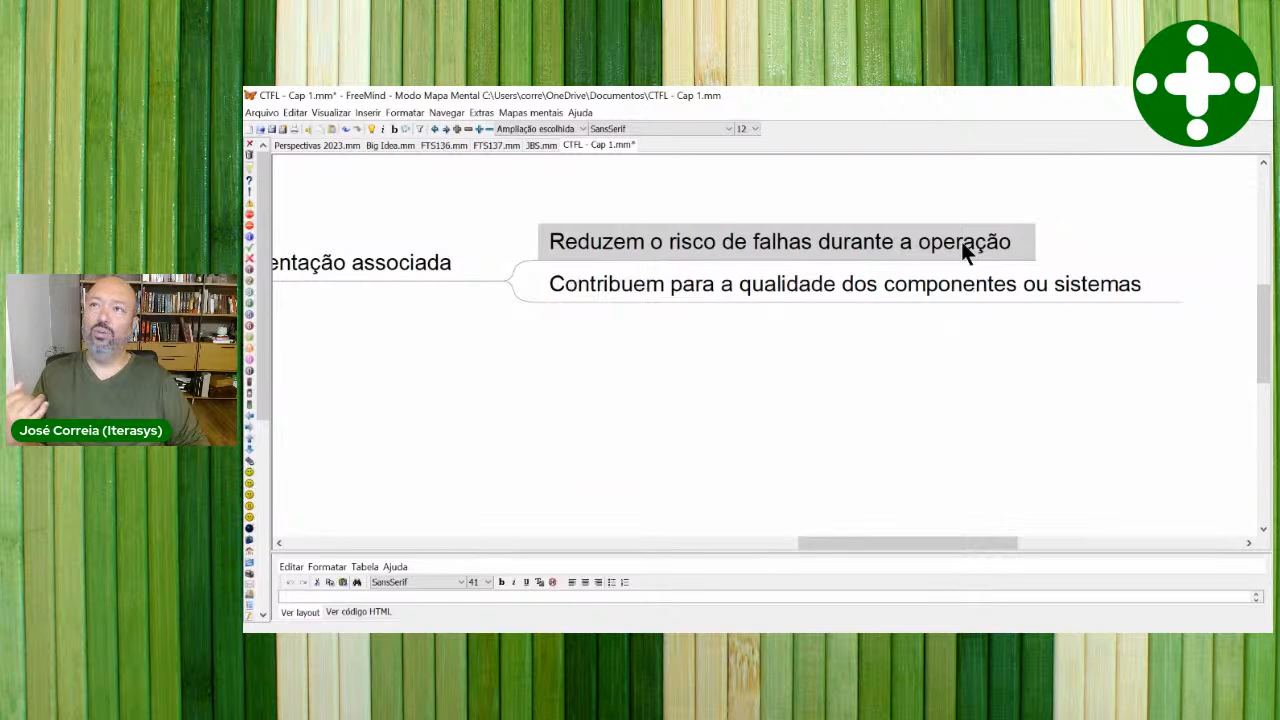 CTFL - Cap 1.mm* - FreeMind - Modo Mapa Mental C:\Users\corre\OneDrive\Documentos\CTFL - Cap 1.mm
Arquivo Editar Visualizar Inserir Formatar Navegar Extras Mapas mentais Ajuda
Ampliação escolhida SansSerif 12
Perspectivas 2023.mm Big Idea.mm FTS136.mm FTS137.mm JBS.mm CTFL - Cap 1.mm*
Reduzem o risco de falhas durante a operação
entação associada
Contribuem para a qualidade dos componentes ou sistemas
José Correia (Iterasys)
Editar Formatar Tabela Ajuda
SansSerif 41
Ver layout Ver código HTML